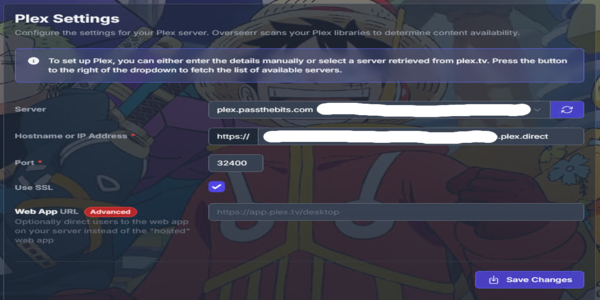 Plex Settings
Configure the settings for your Plex server. Overseerr scans your Plex libraries to determine content availability.
To set up Plex, you can either enter the details manually or select a server retrieved from plex.tv. Press the button
to the right of the dropdown to fetch the list of available servers.
Server
plex.passthebits.com
Hostname or IP Address *
https://
.plex.direct
Port *
32400
Use SSL
Web App URL Advanced
https://app.plex.tv/desktop
Optionally direct users to the web app
on your server instead of the "hosted"
web app
Save Changes